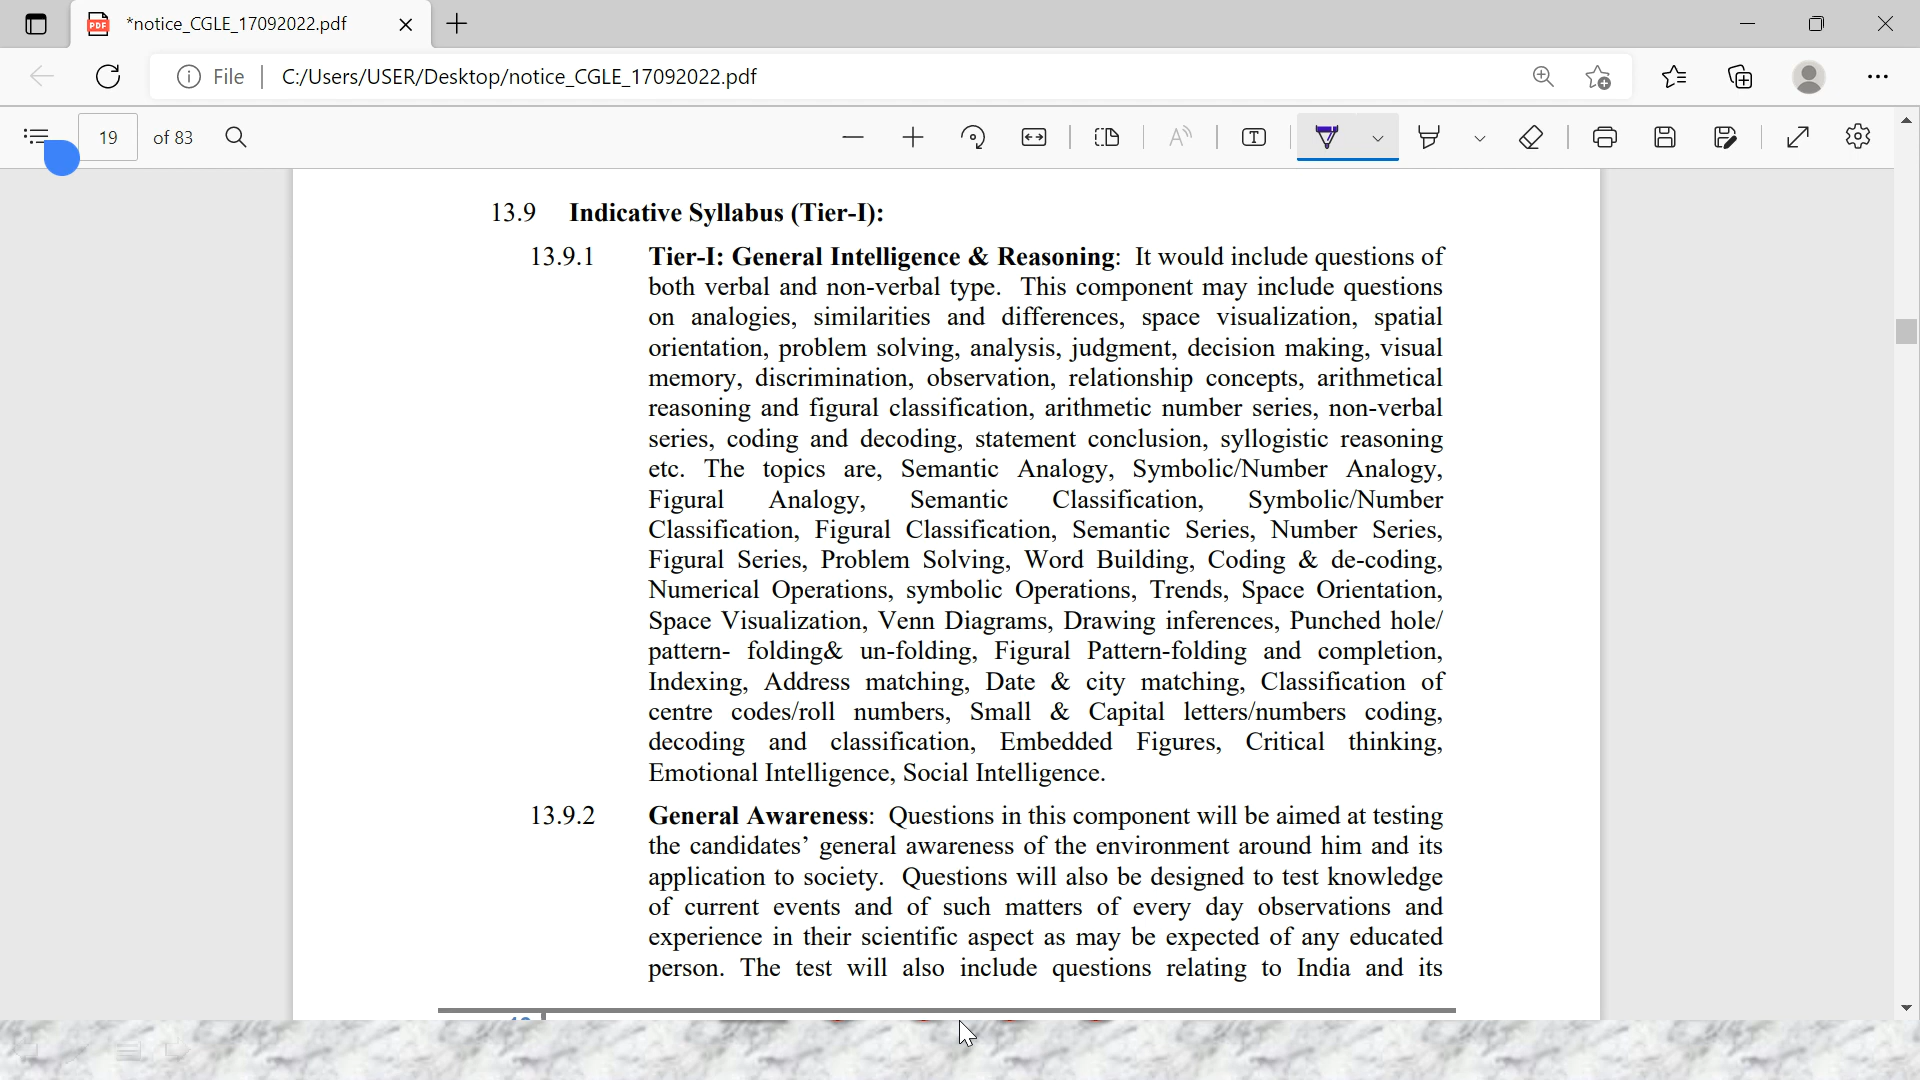 *notice_CGLE_17092022.pdf
File
C:/Users/USER/Desktop/notice_CGLE_17092022.pdf
19 of 83
13.9 Indicative Syllabus (Tier-I):
13.9.1 Tier-I: General Intelligence & Reasoning: It would include questions of
both verbal and non-verbal type. This component may include questions
on analogies, similarities and differences, space visualization, spatial
orientation, problem solving, analysis, judgment, decision making, visual
memory, discrimination, observation, relationship concepts, arithmetical
reasoning and figural classification, arithmetic number series, non-verbal
series, coding and decoding, statement conclusion, syllogistic reasoning
etc. The topics are, Semantic Analogy, Symbolic/Number Analogy,
Figural Analogy, Semantic Classification, Symbolic/Number
Classification, Figural Classification, Semantic Series, Number Series,
Figural Series, Problem Solving, Word Building, Coding & de-coding,
Numerical Operations, symbolic Operations, Trends, Space Orientation,
Space Visualization, Venn Diagrams, Drawing inferences, Punched hole/
pattern- folding& un-folding, Figural Pattern-folding and completion,
Indexing, Address matching, Date & city matching, Classification of
centre codes/roll numbers, Small & Capital letters/numbers coding,
decoding and classification, Embedded Figures, Critical thinking,
Emotional Intelligence, Social Intelligence.
13.9.2 General Awareness: Questions in this component will be aimed at testing
the candidates’ general awareness of the environment around him and its
application to society. Questions will also be designed to test knowledge
of current events and of such matters of every day observations and
experience in their scientific aspect as may be expected of any educated
person. The test will also include questions relating to India and its